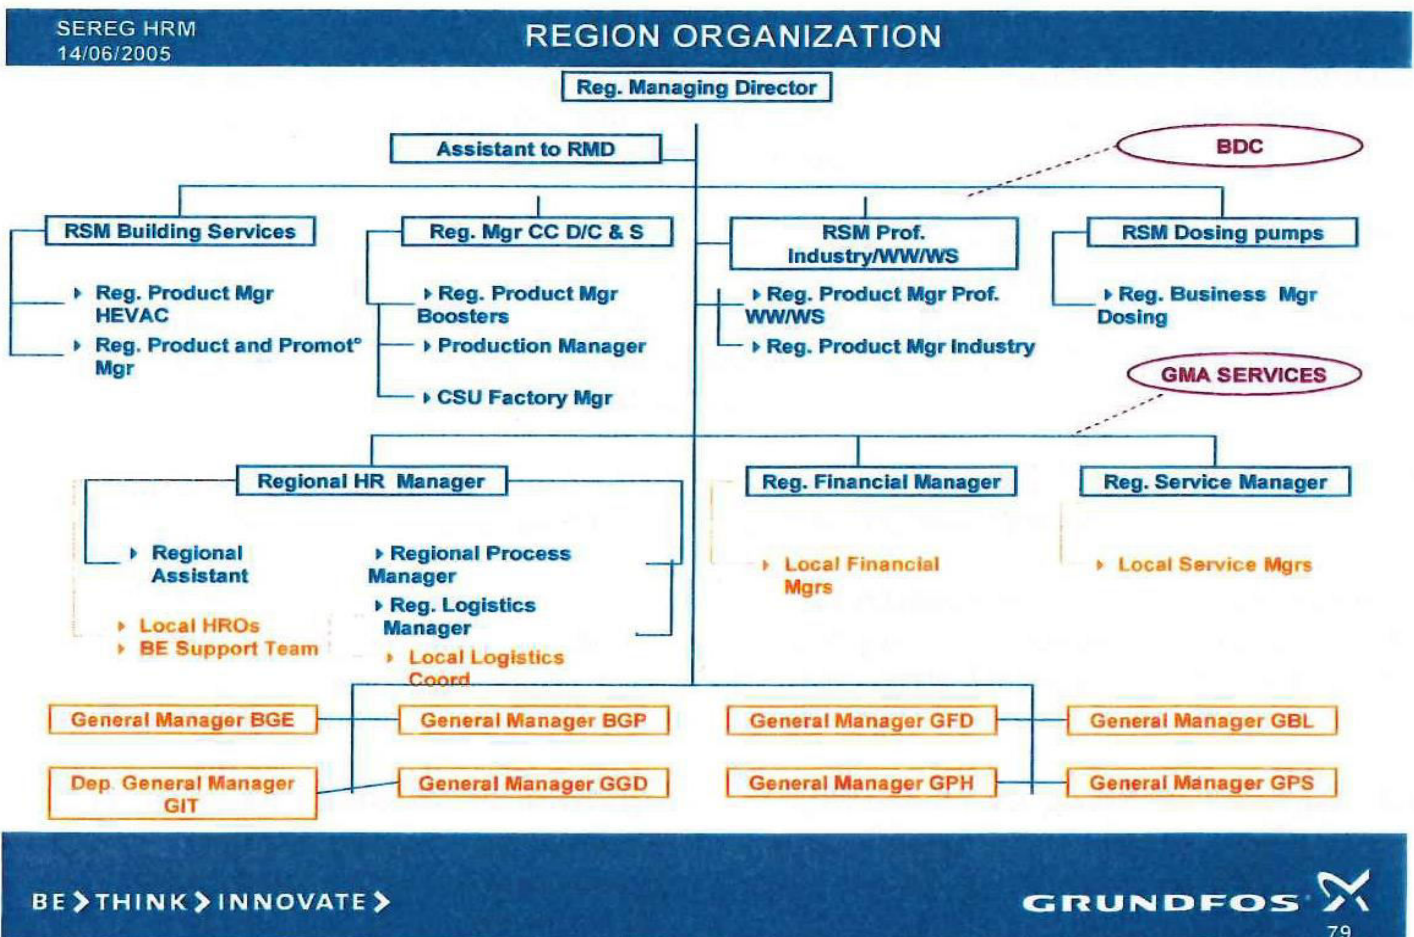 SEREG HRM
14/06/2005
REGION ORGANIZATION
Reg. Managing Director
Assistant to RMD
BDC
RSM Building Services
Reg. Mgr CC D/C & S
RSM Prof.
Industry/WW/WS
RSM Dosing pumps
Reg. Product Mgr
HEVAC
Reg. Product and Promot°
Mgr
Reg. Product Mgr
Boosters
Production Manager
CSU Factory Mgr
Reg. Product Mgr Prof.
WW/WS
Reg. Product Mgr Industry
Reg. Business Mgr
Dosing
GMA SERVICES
Regional HR Manager
Reg. Financial Manager
Reg. Service Manager
Regional
Assistant
Local HROs
BE Support Team
Regional Process
Manager
Reg. Logistics
Manager
Local Logistics
Coord
Local Financial
Mgrs
Local Service Mgrs
General Manager BGE
General Manager BGP
General Manager GFD
General Manager GBL
Dep. General Manager
GIT
General Manager GGD
General Manager GPH
General Manager GPS
BE > THINK > INNOVATE >
GRUNDFOS
79